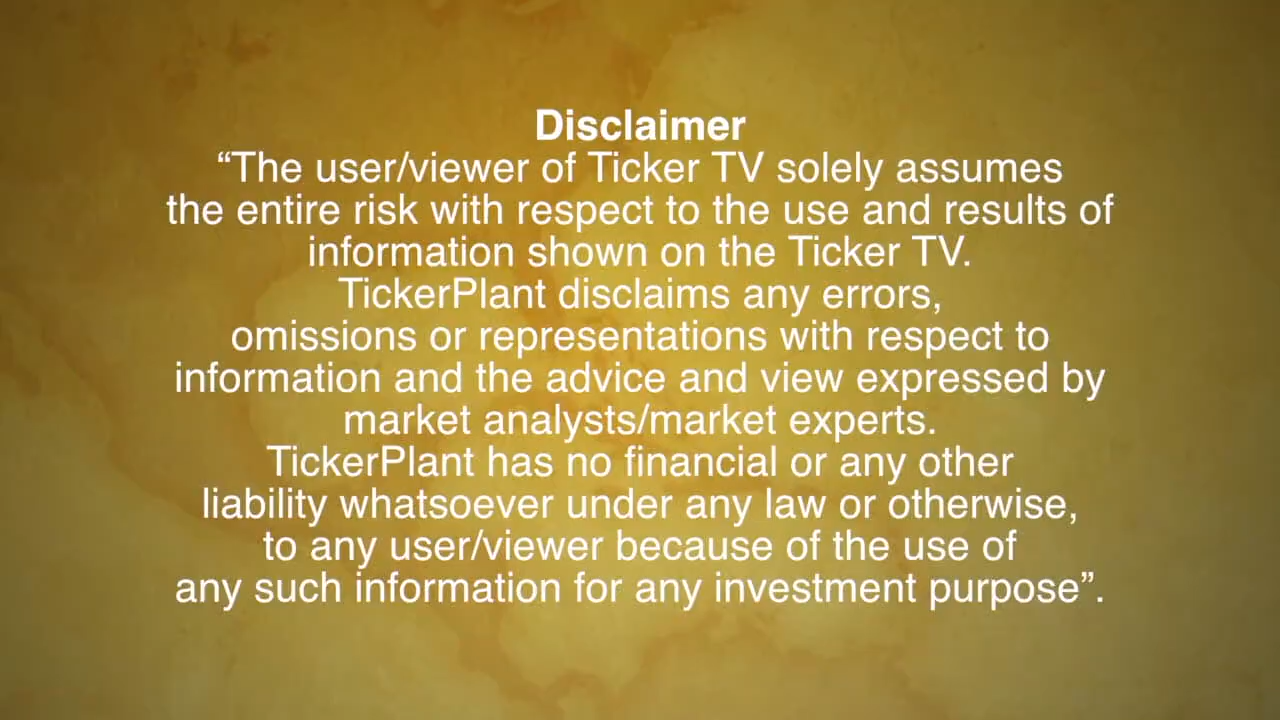 Disclaimer
“The user/viewer of Ticker TV solely assumes
the entire risk with respect to the use and results of
information shown on the Ticker TV.
TickerPlant disclaims any errors,
omissions or representations with respect to
information and the advice and view expressed by
market analysts/market experts.
TickerPlant has no financial or any other
liability whatsoever under any law or otherwise,
to any user/viewer because of the use of
any such information for any investment purpose”.